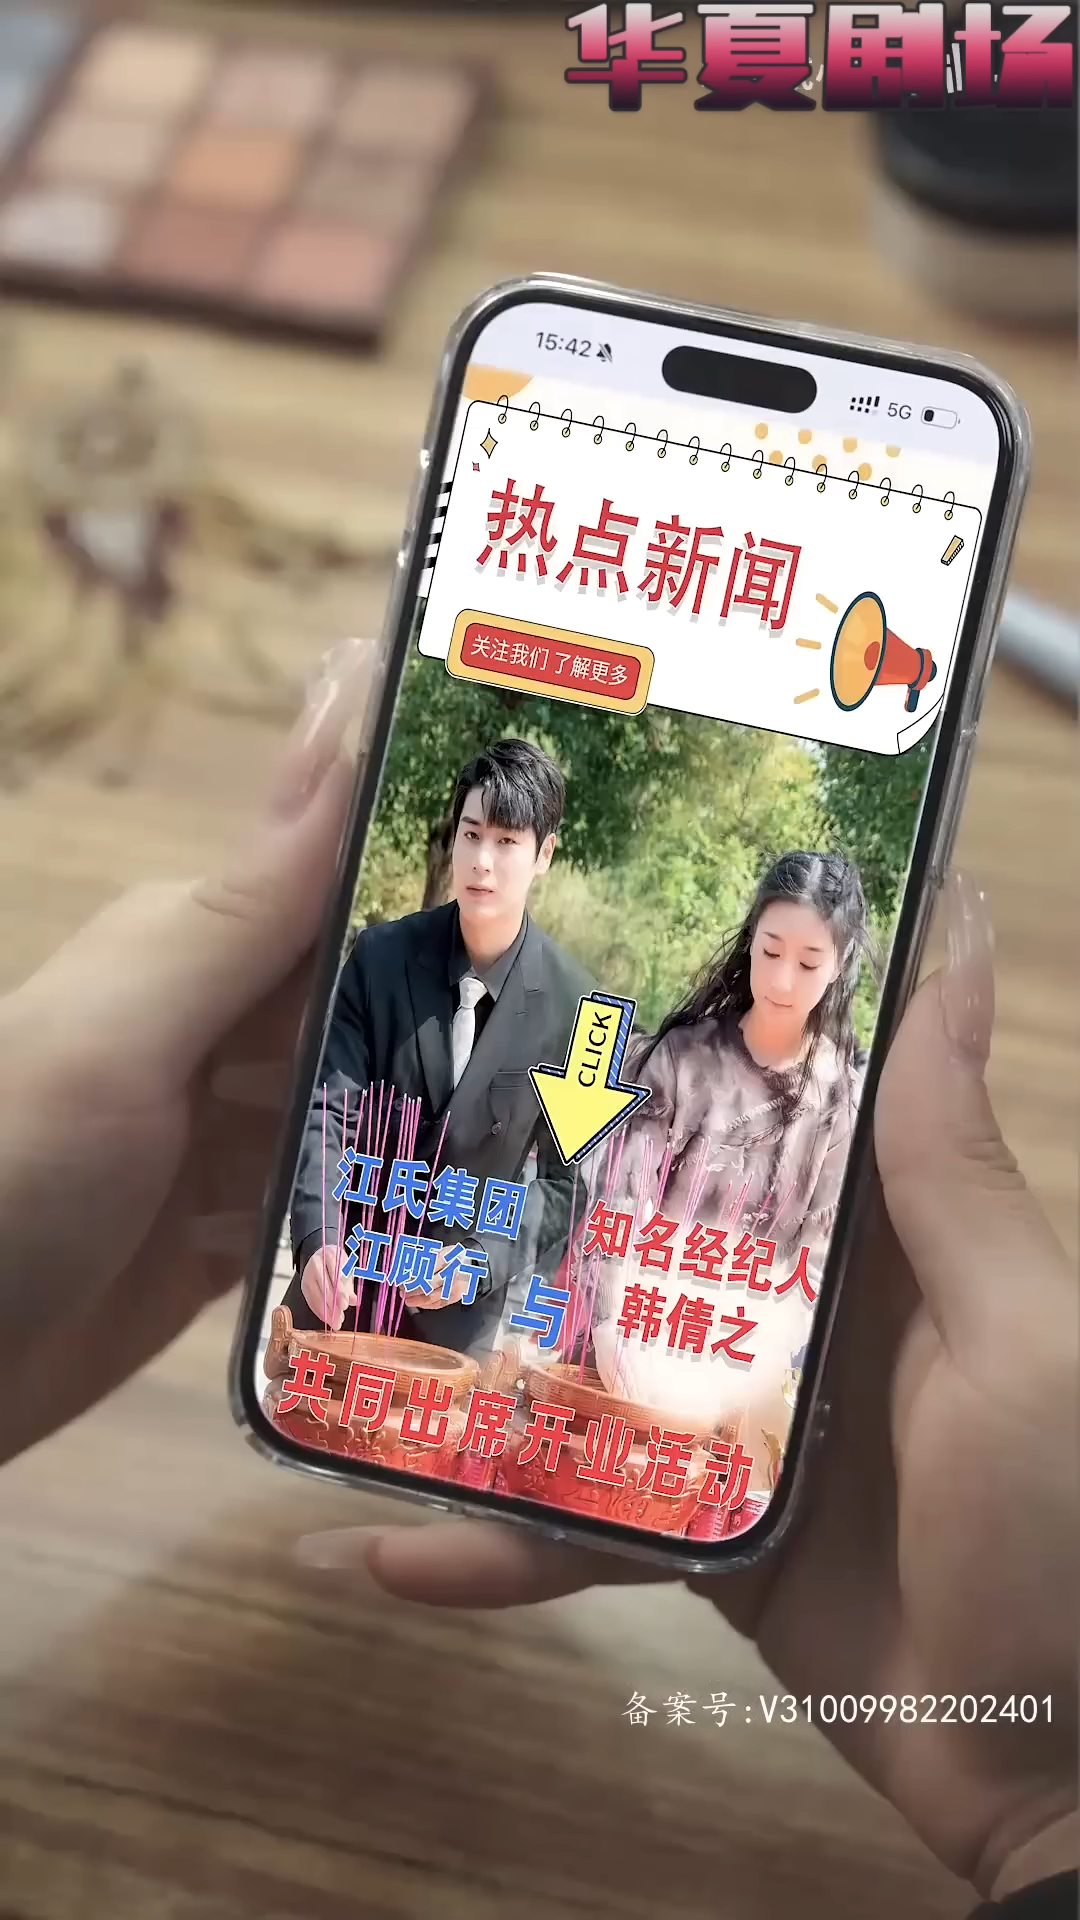 华夏剧场
15:42
5G
热点新闻
关注我们 了解更多
CLICK
江氏集团
江顾行
与
知名经纪人
韩倩之
共同出席开业活动
备案号:V31009982202401